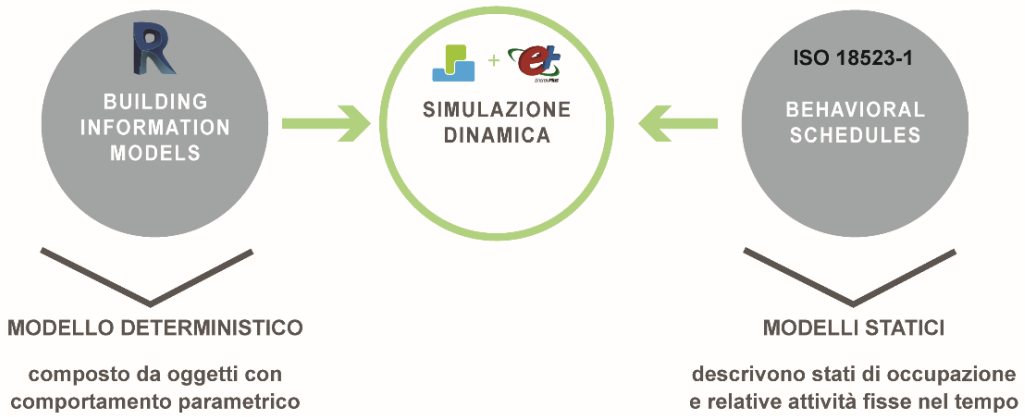 BUILDING
INFORMATION
MODELS
+
SIMULAZIONE
DINAMICA
ISO 18523-1
BEHAVIORAL
SCHEDULES
MODELLO DETERMINISTICO
composto da oggetti con
comportamento parametrico
MODELLI STATICI
descrivono stati di occupazione
e relative attività fisse nel tempo